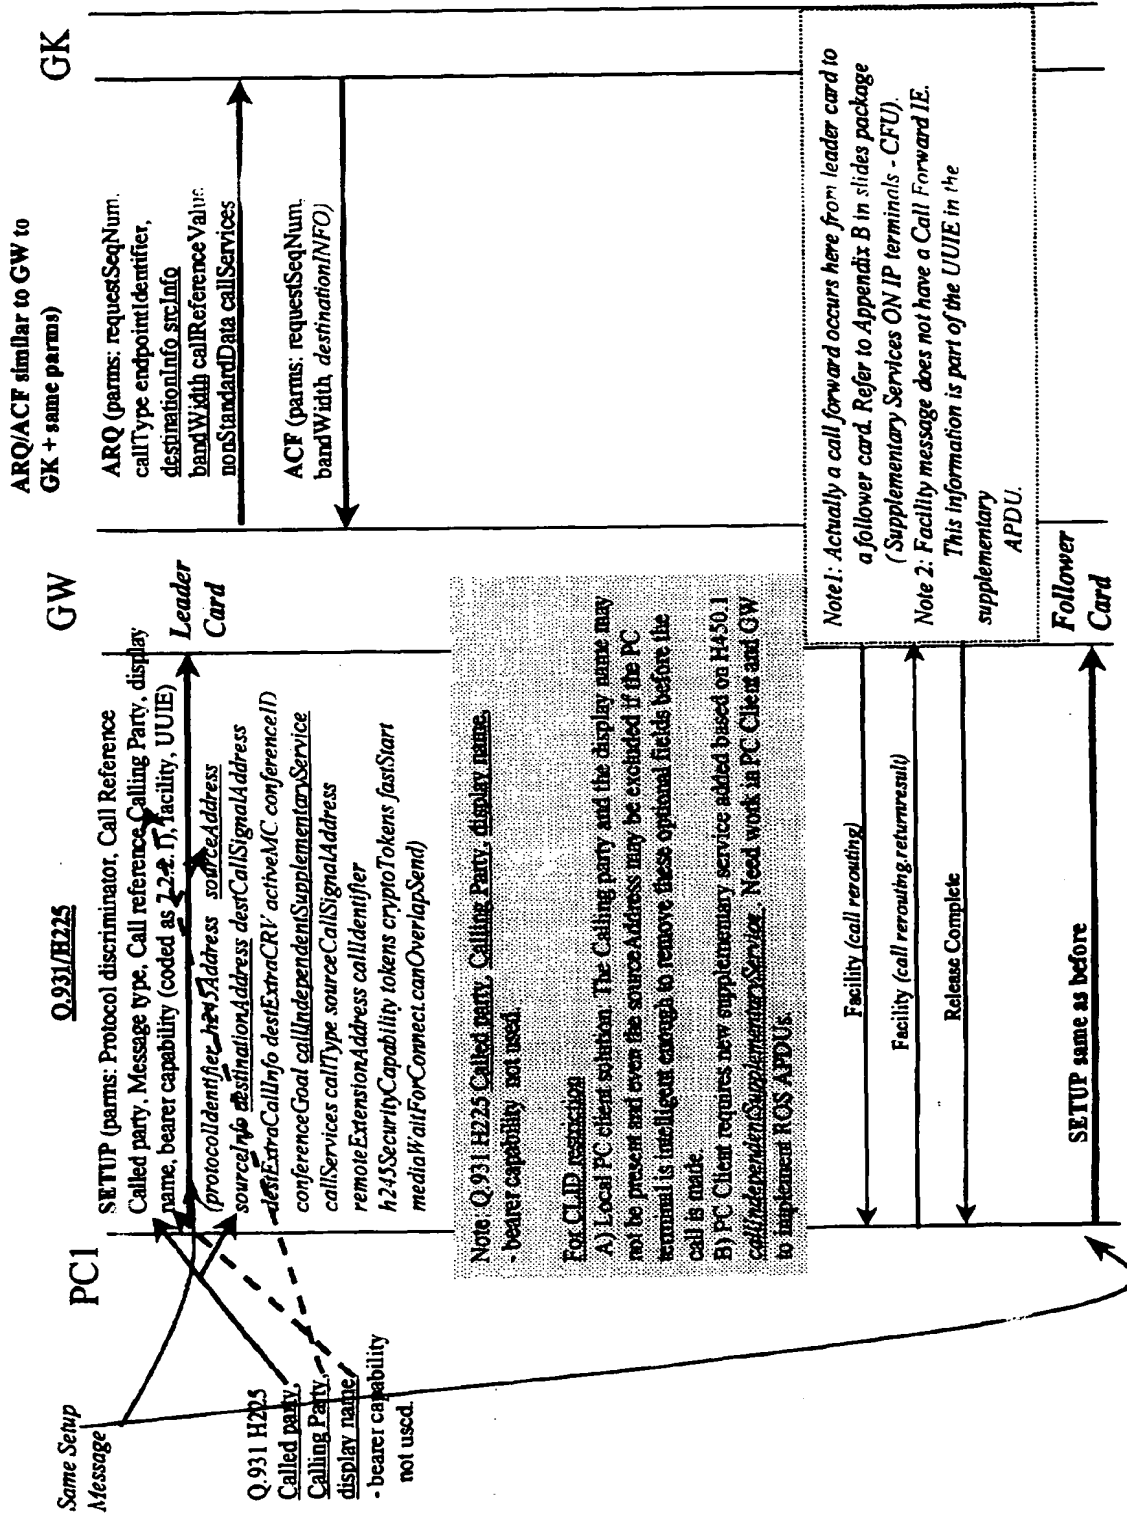 ARQ/ACF similar to GW to
GK + same parms)
PC1
Q.931/H225
GW
GK
Same Setup
Message
SETUP (parms: Protocol discriminator, Call Reference
Called party, Message type, Call reference, Calling Party, display
name, bearer capability (coded as 7.2.2.1), facility, UUIE)
(protocolIdentifier h245Address sourceAddress
sourceInfo destinationAddress destCallSignalAddress
destExtraCallInfo destExtraCRV activeMC conferenceID
conferenceGoal callIndependentSupplementaryService
callServices callType sourceCallSignalAddress
remoteExtensionAddress callIdentifier
h245SecurityCapability tokens cryptoTokens fastStart
mediaWaitForConnect.canOverlapSend)
Leader
Card
ARQ (parms: requestSeqNum.
callType endpointIdentifier,
destinationInfo srcInfo
bandWidth callReferenceValue
nonStandardData callServices
ACF (parms: requestSeqNum,
bandWidth, destinationINFO)
Q.931 H225
Called party,
Calling Party,
display name,
- bearer capability
not used.
Note: Q.931 H225 Called party, Calling Party, display name,
- bearer capability not used.
For CLID restriction
A) Local PC client solution. The Calling party and the display name may
not be present and even the sourceAddress may be excluded if the PC
terminal is intelligent enough to remove these optional fields before the
call is made.
B) PC Client requires new supplementary service added based on H450.1
callIndependentSupplementaryService. Need work in PC Client and GW
to implement ROS APDUs.
Note1: Actually a call forward occurs here from leader card to
a follower card. Refer to Appendix B in slides package
(Supplementary Services ON IP terminals - CFU).
Note 2: Facility message does not have a Call Forward IE.
This information is part of the UUIE in the
supplementary
APDU.
Facility (call rerouting)
Facility (call rerouting.returnresult)
Release Complete
SETUP same as before
Follower
Card